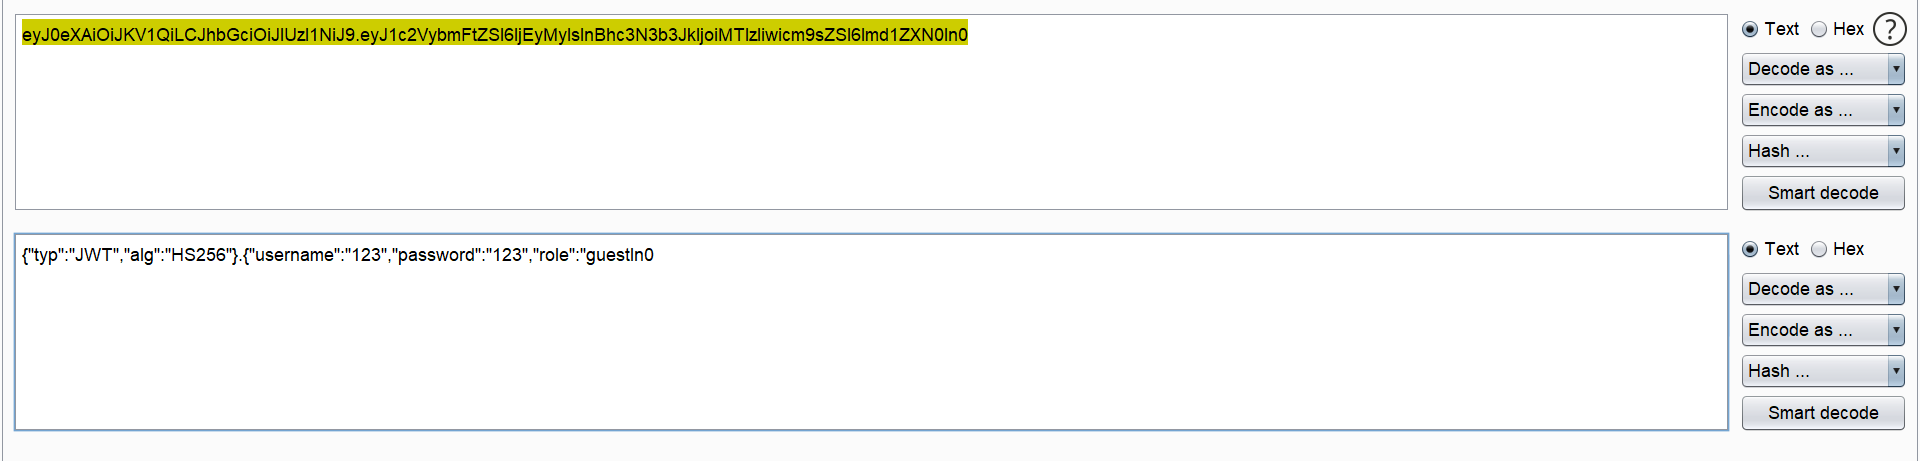 eyJ0eXAiOiJKV1QiLCJhbGciOiJIUzI1NiJ9.eyJ1c2VybmFtZSI6IjEyMyIsInBhc3N3b3JkIjoiMTIzIiwicm9sZSI6Imd1ZXN0In0
Text Hex ?
Decode as ...
Encode as ...
Hash ...
Smart decode
{"typ":"JWT","alg":"HS256"}.{"username":"123","password":"123","role":"guestIn0
Text Hex
Decode as ...
Encode as ...
Hash ...
Smart decode